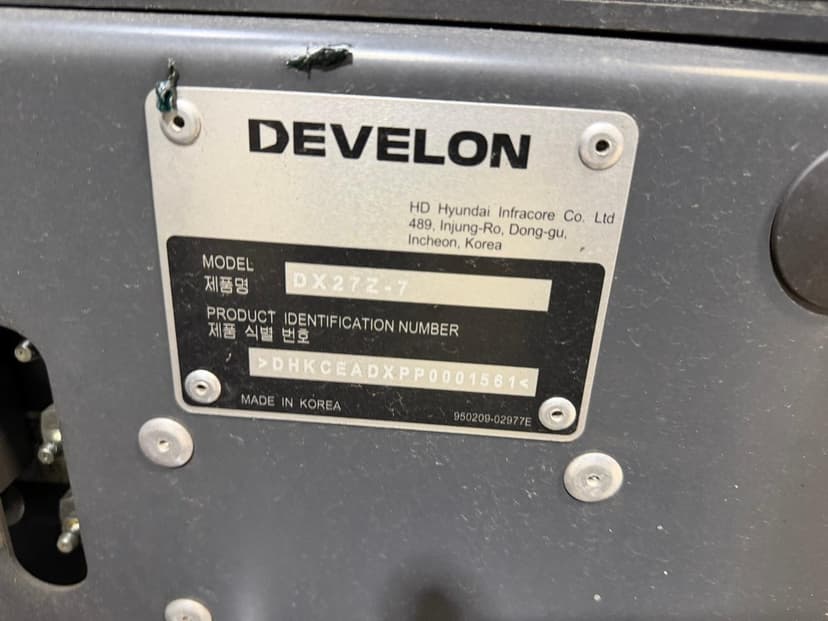 DEVELON
HD Hyundai Infracore Co. Ltd
489, Injung-Ro, Dong-gu,
Incheon, Korea
MODEL
제품명
DX27Z-7
PRODUCT IDENTIFICATION NUMBER
제품 식별 번호
>DHKCEADXPP0001561<
MADE IN KOREA
950209-02977E